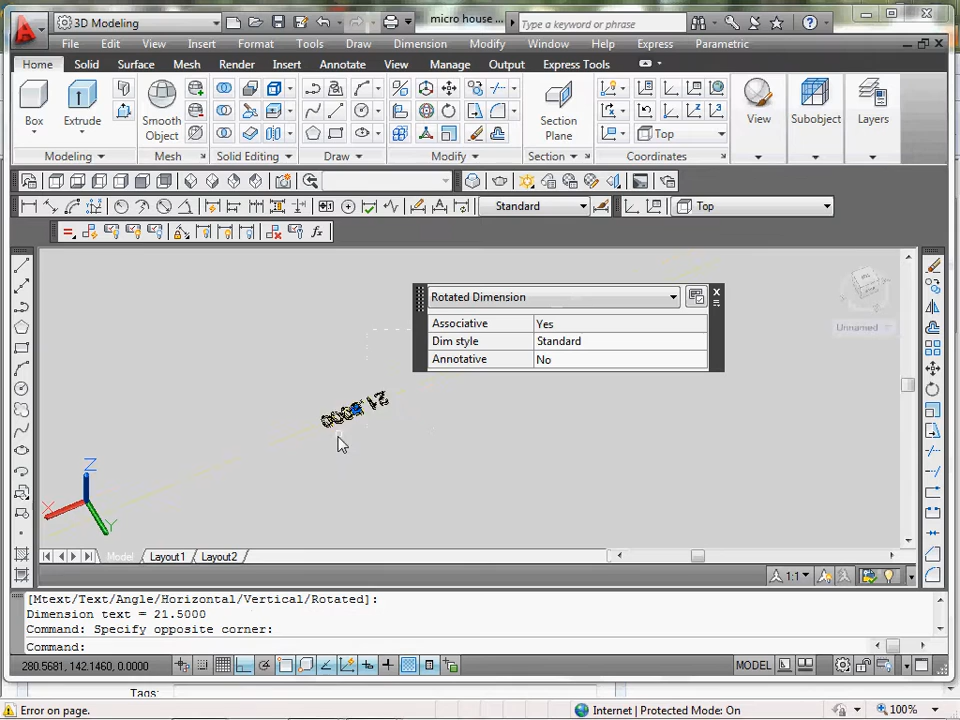 3D Modeling
micro house ...
Type a keyword or phrase
File Edit View Insert Format Tools Draw Dimension Modify Window Help Express Parametric
Home Solid Surface Mesh Render Insert Annotate Parametric View Manage Output Express Tools
Box Extrude Smooth Object Section Plane Top View Subobject Layers
Modeling Mesh Solid Editing Draw Modify Section Coordinates
Standard Top
Rotated Dimension
Associative Yes
Dim style Standard
Annotative No
Unnamed
21.5000
Z
X
Y
Model Layout1 Layout2
1:1
[Mtext/Text/Angle/Horizontal/Vertical/Rotated]:
Dimension text = 21.5000
Command: Specify opposite corner:
Command:
280.5681, 142.1460, 0.0000 MODEL
Tags:
Error on page. Internet | Protected Mode: On 100%